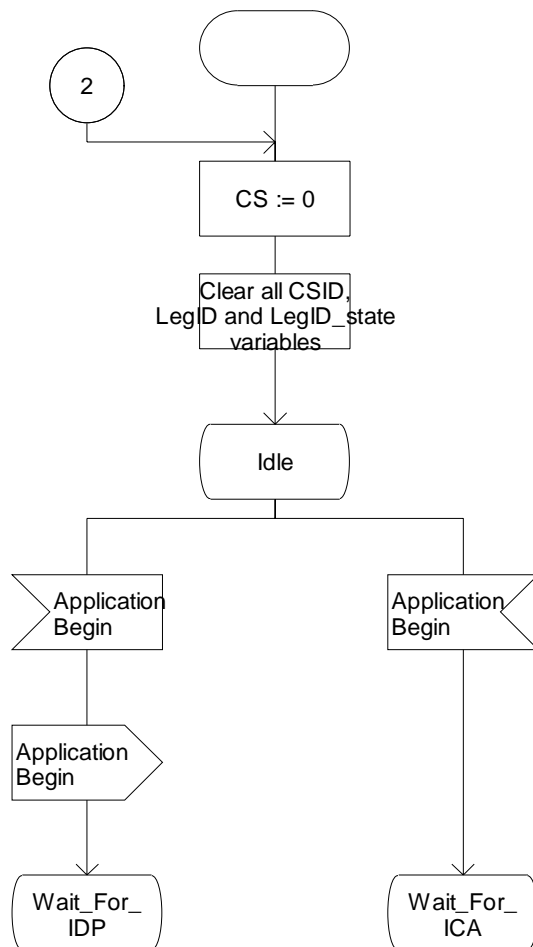 2
CS := 0
Clear all CSID,
LegID and LegID_state
variables
Idle
Application
Begin
Application
Begin
Application
Begin
Wait_For_
IDP
Wait_For_
ICA